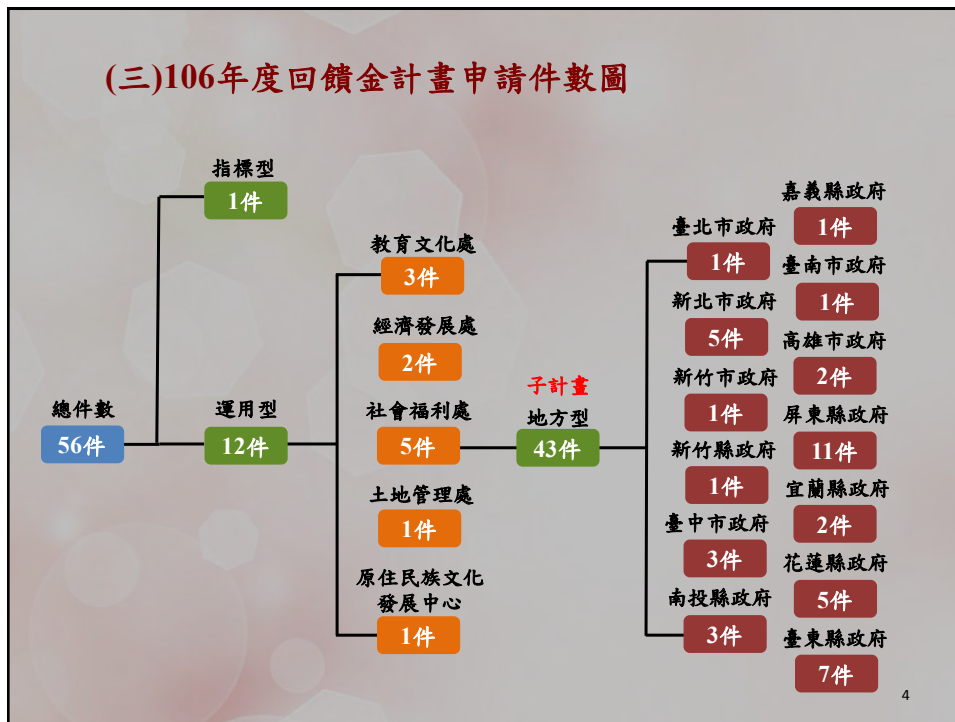 (三)106年度回饋金計畫申請件數圖
總件數
56件
指標型
1件
運用型
12件
教育文化處
3件
經濟發展處
2件
社會福利處
5件
土地管理處
1件
原住民族文化
發展中心
1件
子計畫
地方型
43件
臺北市政府
1件
新北市政府
5件
新竹市政府
1件
新竹縣政府
1件
臺中市政府
3件
南投縣政府
3件
嘉義縣政府
1件
臺南市政府
1件
高雄市政府
2件
屏東縣政府
11件
宜蘭縣政府
2件
花蓮縣政府
5件
臺東縣政府
7件
4